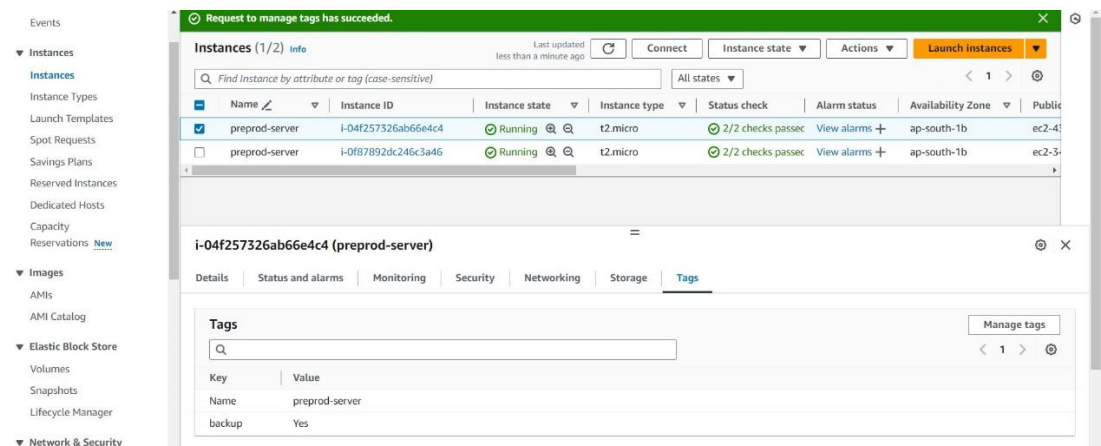 Events
Instances
Instances
Instance Types
Launch Templates
Spot Requests
Savings Plans
Reserved Instances
Dedicated Hosts
Capacity
Reservations New
Images
AMIs
AMI Catalog
Elastic Block Store
Volumes
Snapshots
Lifecycle Manager
Network & Security
Request to manage tags has succeeded.
Instances (1/2) Info
Last updated
less than a minute ago
Connect
Instance state
Actions
Launch instances
Find Instance by attribute or tag (case-sensitive)
All states
1
Name Instance ID Instance state Instance type Status check Alarm status Availability Zone Public
preprod-server i-04f257326ab66e4c4 Running t2.micro 2/2 checks passec View alarms + ap-south-1b ec2-43
preprod-server i-0f87892dc246c3a46 Running t2.micro 2/2 checks passec View alarms + ap-south-1b ec2-3-
i-04f257326ab66e4c4 (preprod-server)
Details Status and alarms Monitoring Security Networking Storage Tags
Tags
Manage tags
1
Key Value
Name preprod-server
backup Yes